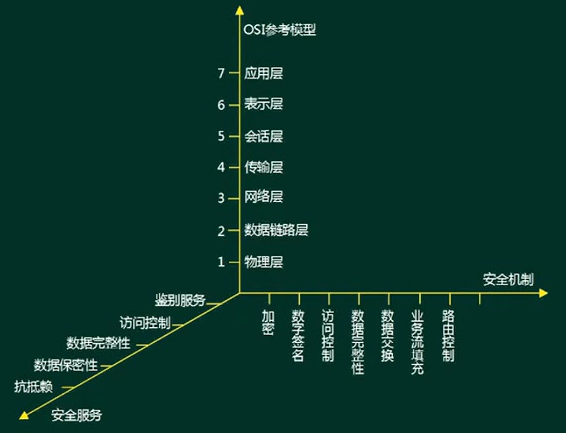 OSI参考模型
7 应用层
6 表示层
5 会话层
4 传输层
3 网络层
2 数据链路层
1 物理层
安全机制
加密
数字签名
访问控制
数据完整性
数据交换
业务流填充
路由控制
鉴别服务
访问控制
数据完整性
数据保密性
抗抵赖
安全服务